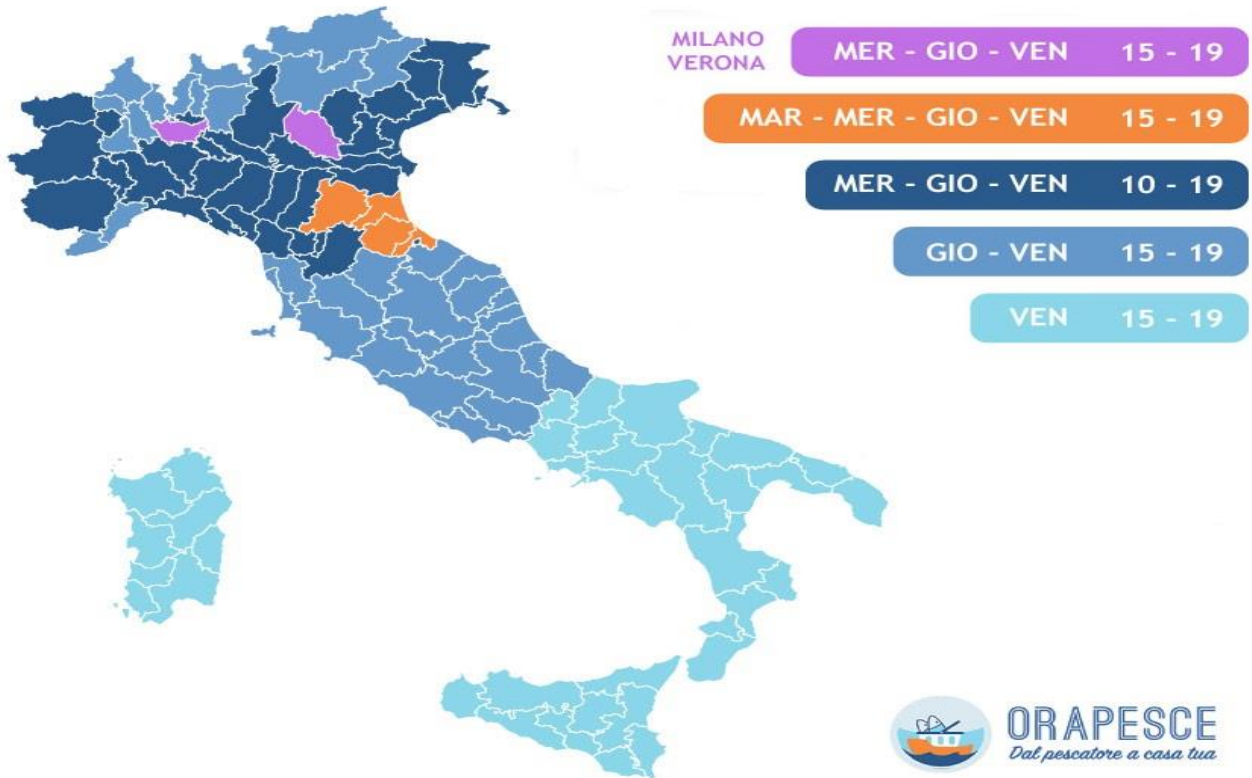 MILANO
VERONA
MER - GIO - VEN 15 - 19
MAR - MER - GIO - VEN 15 - 19
MER - GIO - VEN 10 - 19
GIO - VEN 15 - 19
VEN 15 - 19
ORAPESCE
Dal pescatore a casa tua